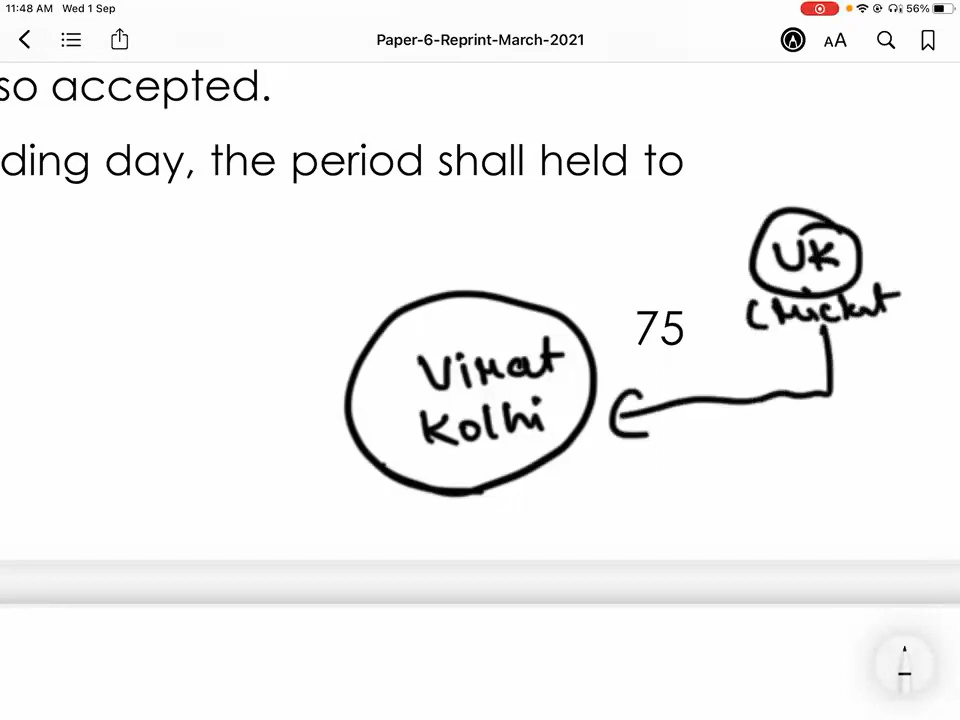 11:48 AM Wed 1 Sep
56%
Paper-6-Reprint-March-2021
AA
so accepted.
ding day, the period shall held to
UK
Cricket
75
Virat
Kolhi